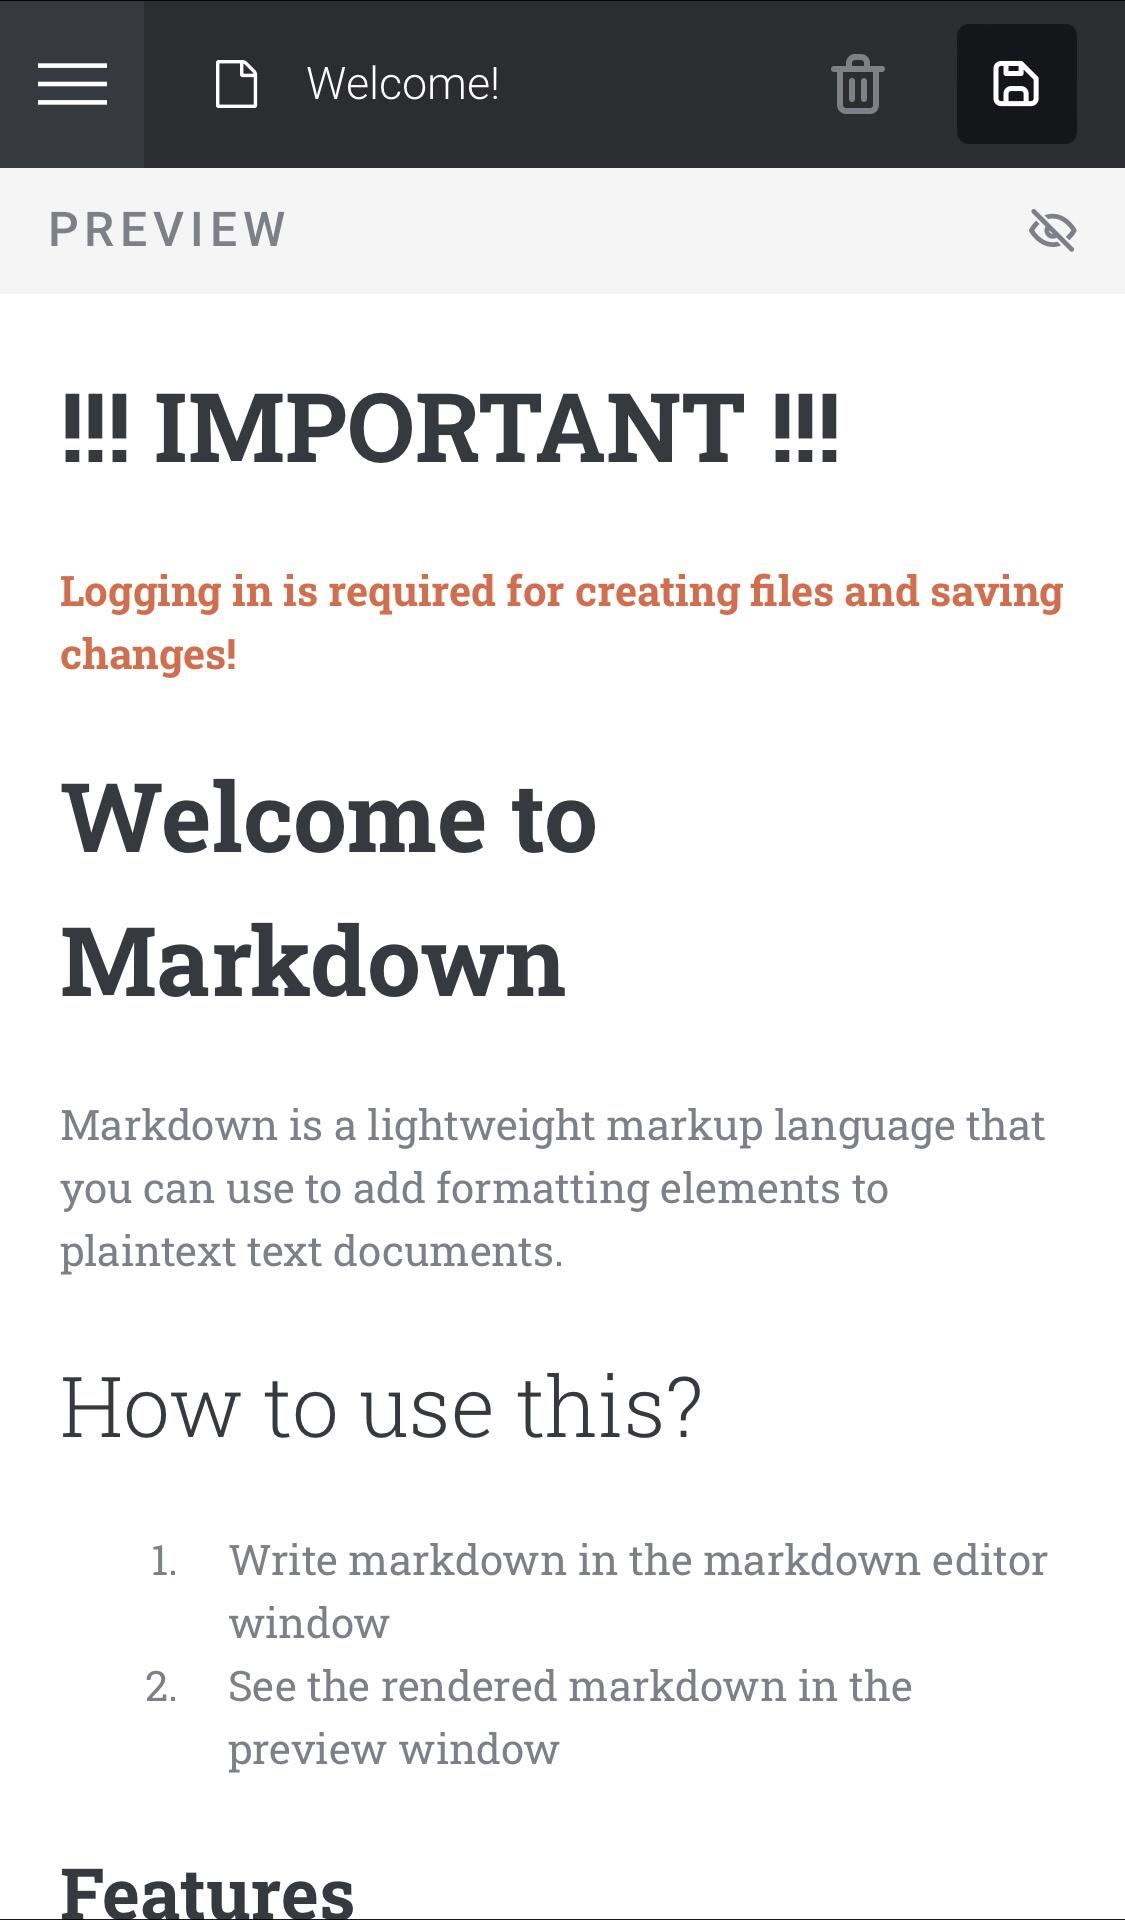 Welcome!
PREVIEW
!!! IMPORTANT !!!
Logging in is required for creating files and saving
changes!
Welcome to
Markdown
Markdown is a lightweight markup language that
you can use to add formatting elements to
plaintext text documents.
How to use this?
1. Write markdown in the markdown editor
window
2. See the rendered markdown in the
preview window
Features